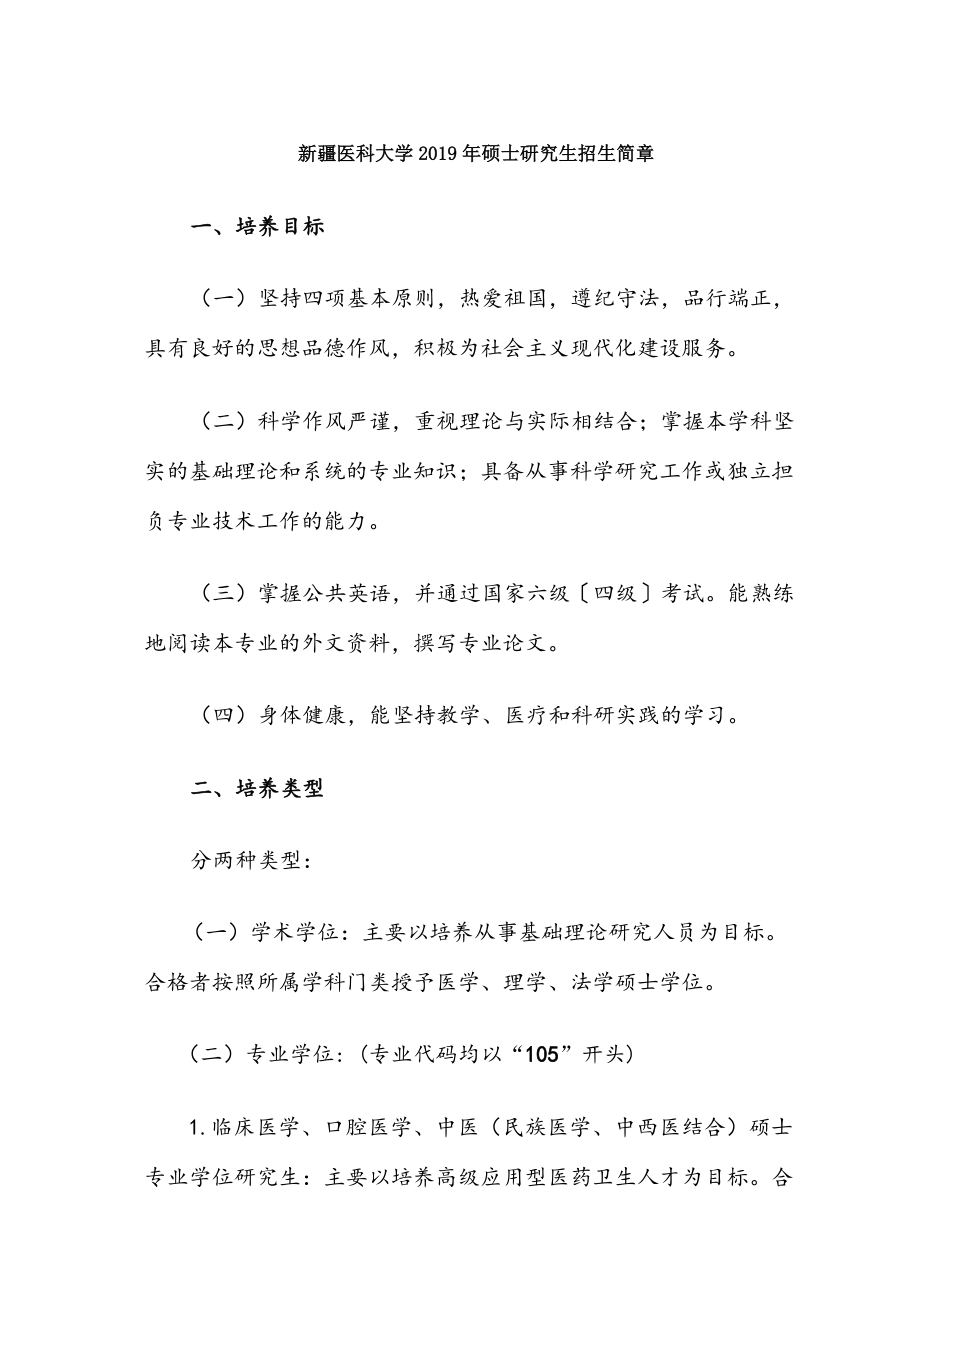 新疆医科大学 2019 年硕士研究生招生简章
一、培养目标
（一）坚持四项基本原则，热爱祖国，遵纪守法，品行端正，
具有良好的思想品德作风，积极为社会主义现代化建设服务。
（二）科学作风严谨，重视理论与实际相结合；掌握本学科坚
实的基础理论和系统的专业知识；具备从事科学研究工作或独立担
负专业技术工作的能力。
（三）掌握公共英语，并通过国家六级〔四级〕考试。能熟练
地阅读本专业的外文资料，撰写专业论文。
（四）身体健康，能坚持教学、医疗和科研实践的学习。
二、培养类型
分两种类型：
（一）学术学位：主要以培养从事基础理论研究人员为目标。
合格者按照所属学科门类授予医学、理学、法学硕士学位。
（二）专业学位：(专业代码均以“105”开头)
1.临床医学、口腔医学、中医（民族医学、中西医结合）硕士
专业学位研究生：主要以培养高级应用型医药卫生人才为目标。合